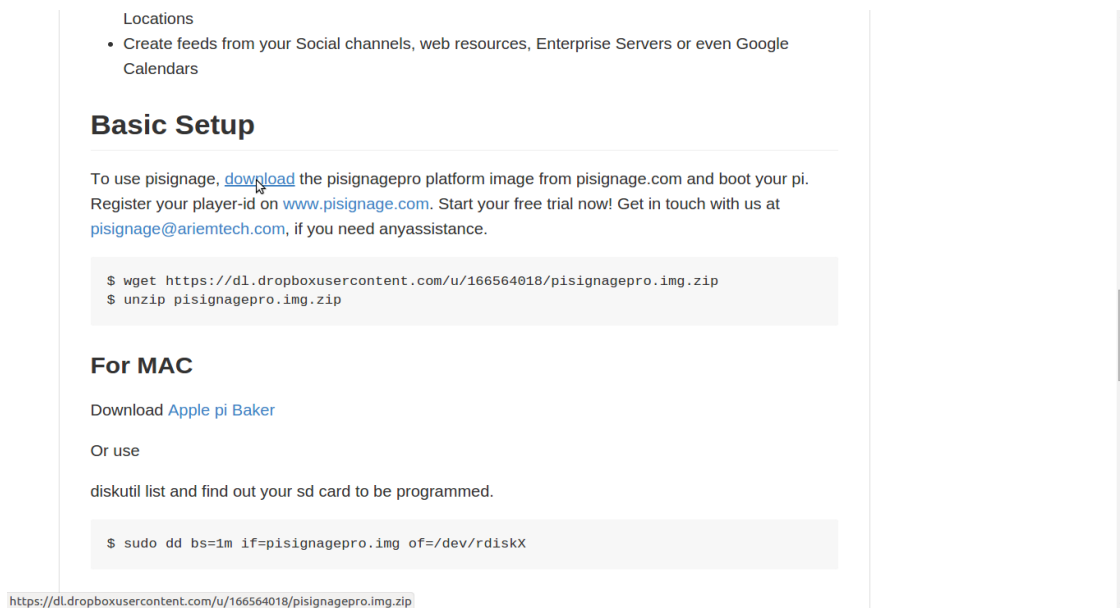 Locations
• Create feeds from your Social channels, web resources, Enterprise Servers or even Google
Calendars
Basic Setup
To use pisignage, download the pisignagepro platform image from pisignage.com and boot your pi.
Register your player-id on www.pisignage.com. Start your free trial now! Get in touch with us at
pisignage@ariemtech.com, if you need anyassistance.
$ wget https://dl.dropboxusercontent.com/u/166564018/pisignagepro.img.zip
$ unzip pisignagepro.img.zip
For MAC
Download Apple pi Baker
Or use
diskutil list and find out your sd card to be programmed.
$ sudo dd bs=1m if=pisignagepro.img of=/dev/rdiskX
https://dl.dropboxusercontent.com/u/166564018/pisignagepro.img.zip